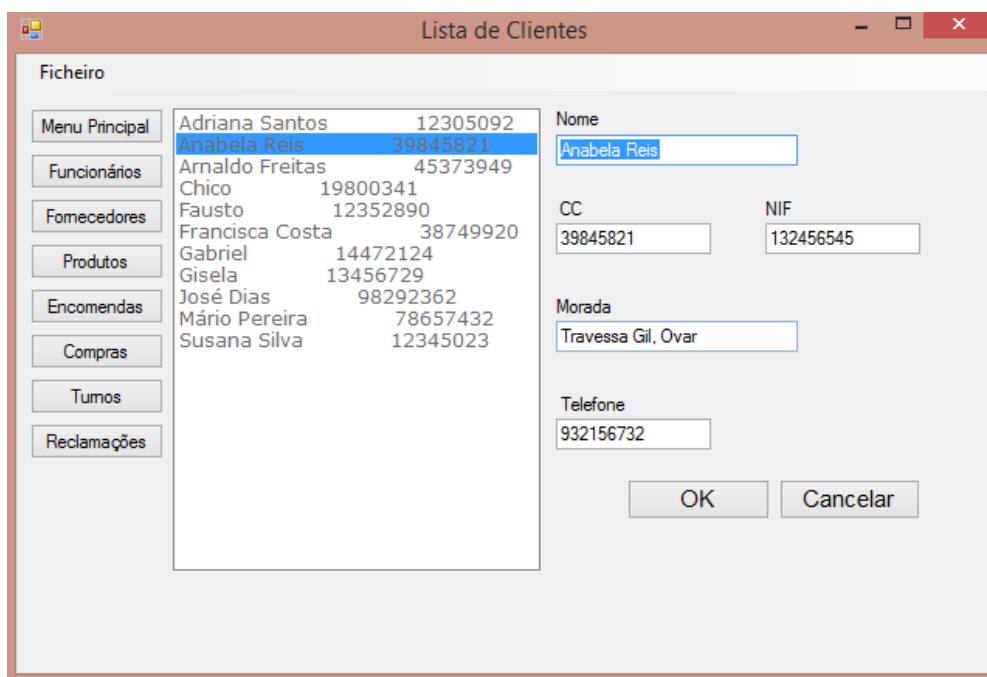 Lista de Clientes
Ficheiro
Menu Principal
Funcionários
Fornecedores
Produtos
Encomendas
Compras
Turnos
Reclamações
Adriana Santos 12305092
Anabela Reis 39845821
Arnaldo Freitas 45373949
Chico 19800341
Fausto 12352890
Francisca Costa 38749920
Gabriel 14472124
Gisela 13456729
José Dias 98292362
Mário Pereira 78657432
Susana Silva 12345023
Nome
Anabela Reis
CC NIF
39845821 132456545
Morada
Travessa Gil, Ovar
Telefone
932156732
OK Cancelar